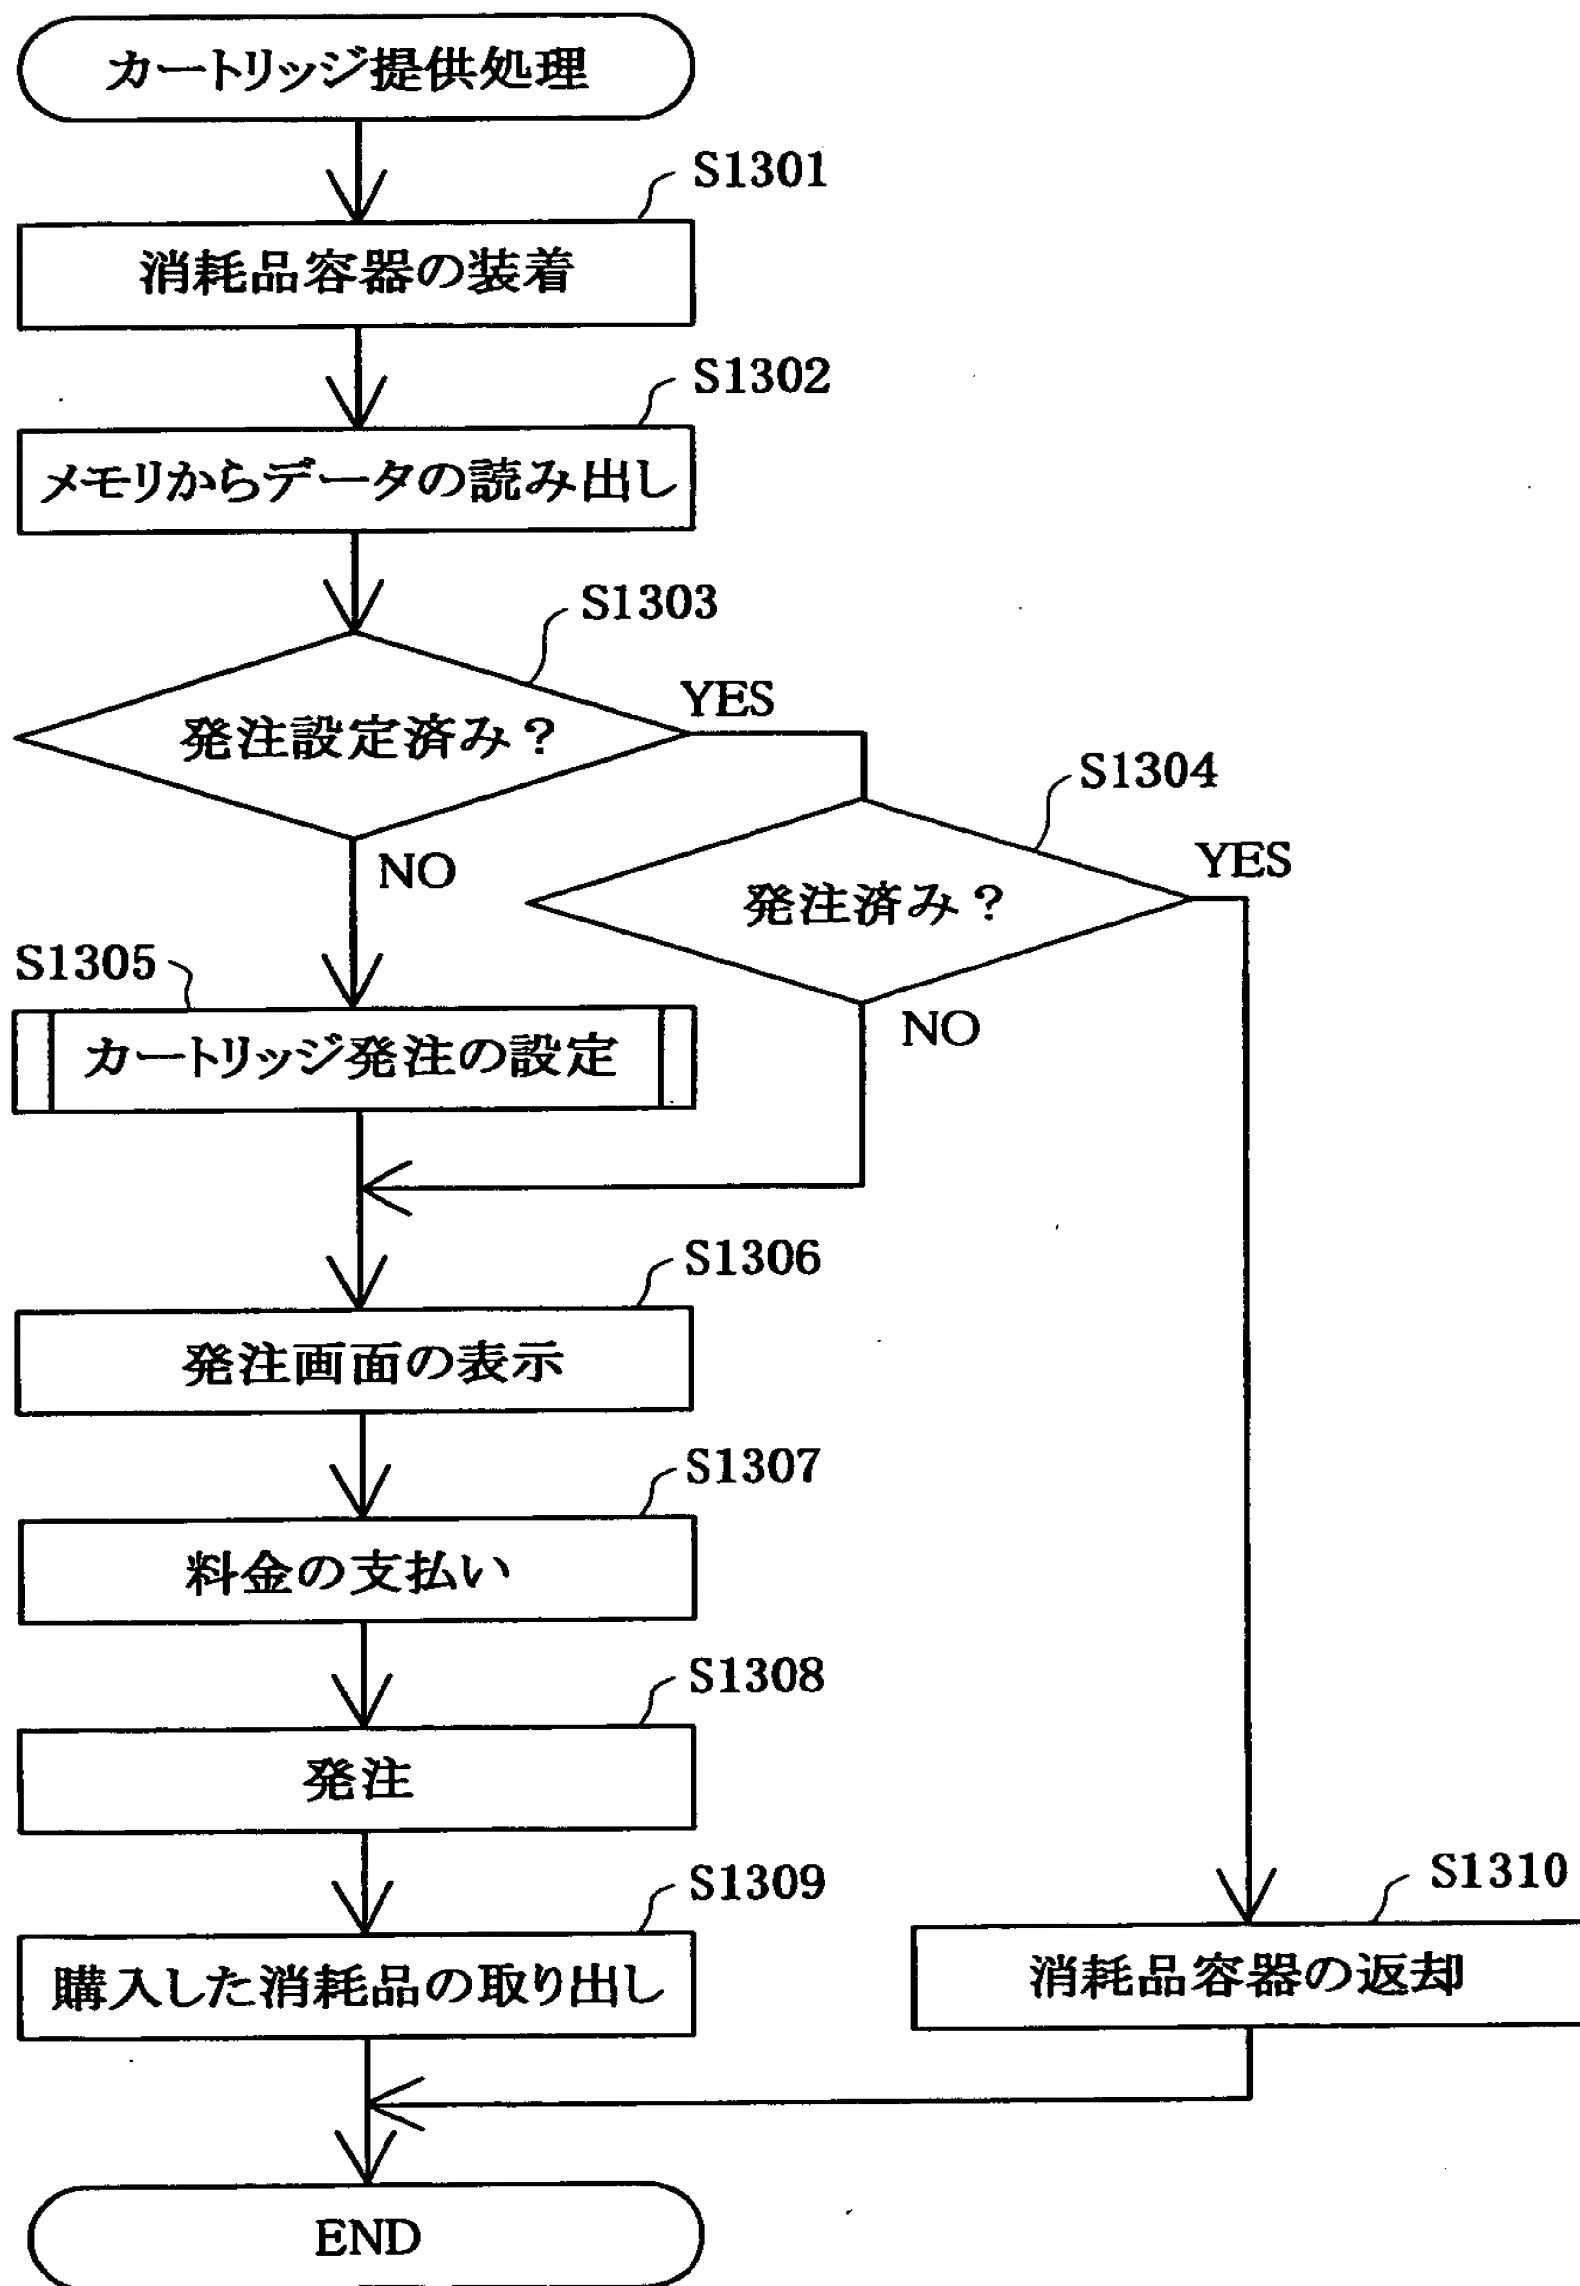 カートリッジ提供処理
S1301
消耗品容器の装着
S1302
メモリからデータの読み出し
S1303
発注設定済み？
YES
S1304
発注済み？
YES
NO
S1305
カートリッジ発注の設定
NO
S1306
発注画面の表示
S1307
料金の支払い
S1308
発注
S1309
購入した消耗品の取り出し
S1310
消耗品容器の返却
END